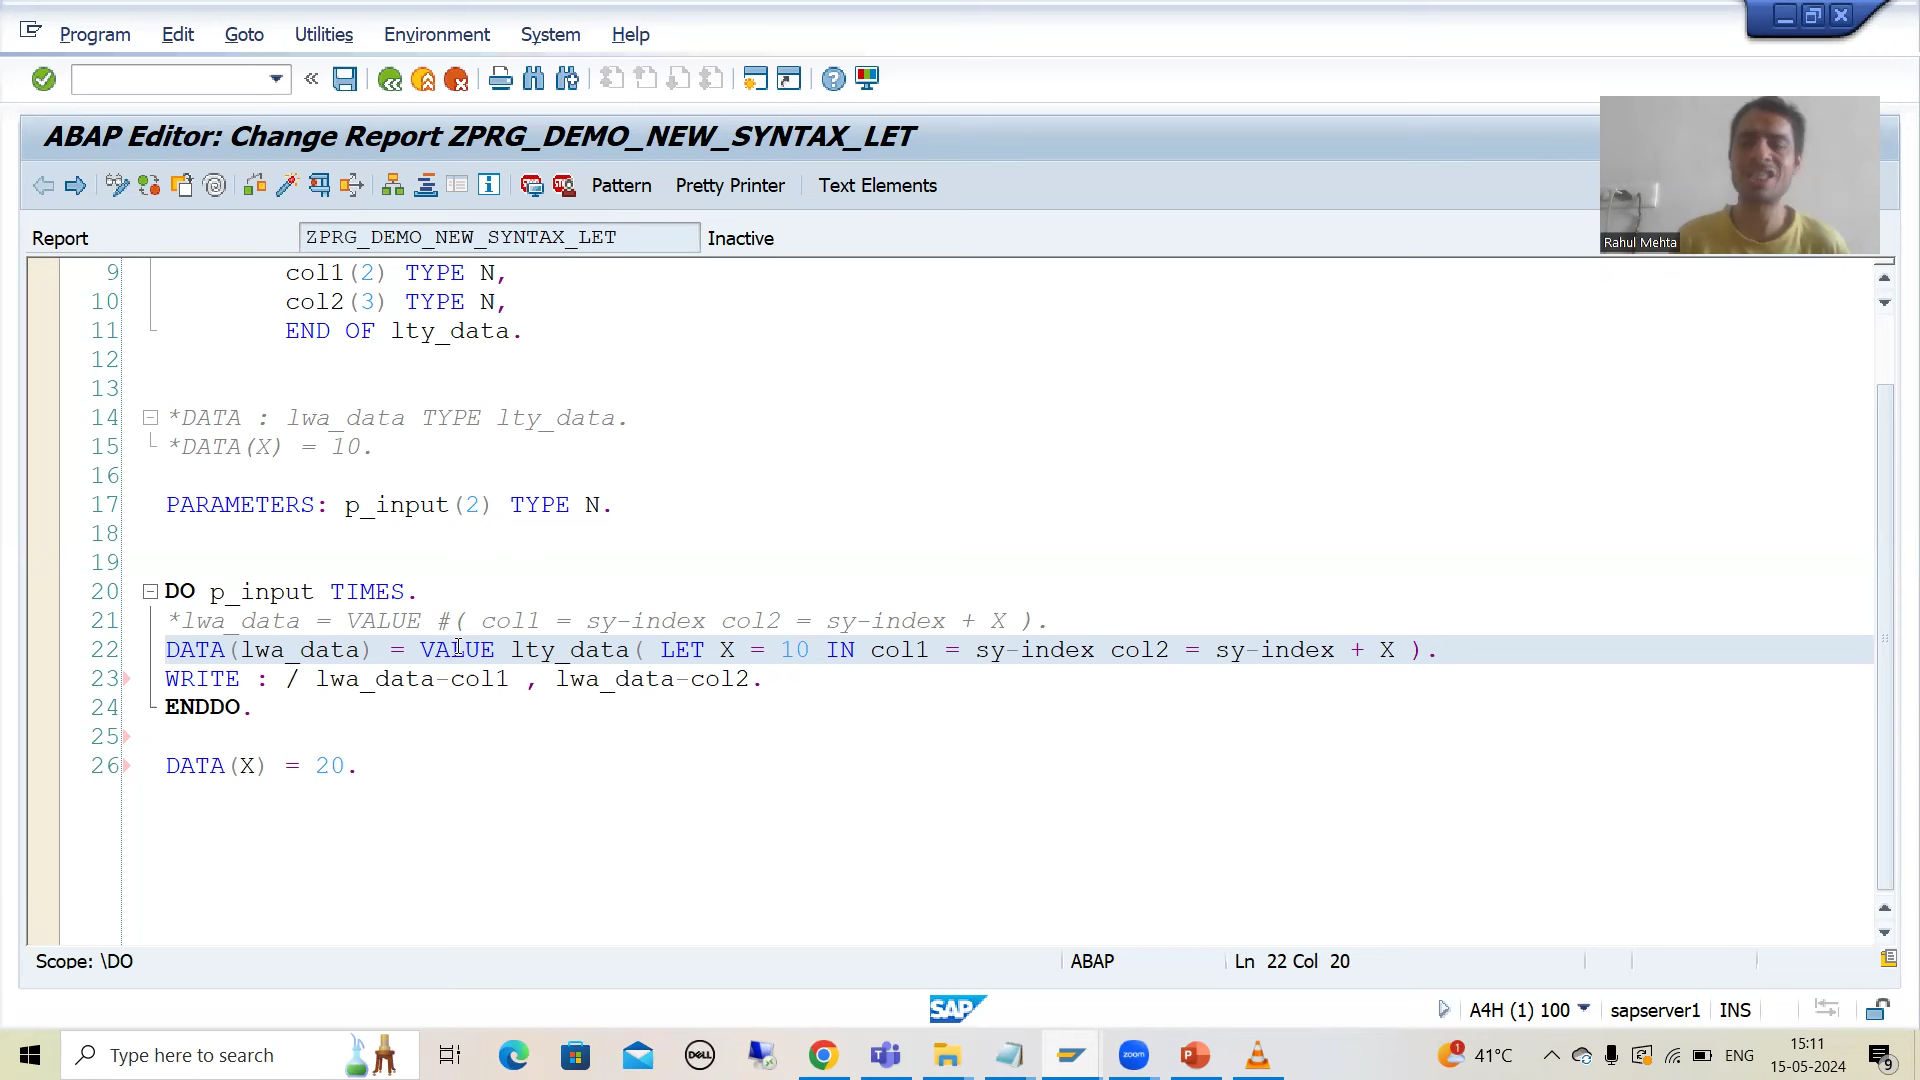 Program Edit Goto Utilities Environment System Help
ABAP Editor: Change Report ZPRG_DEMO_NEW_SYNTAX_LET
Pattern Pretty Printer Text Elements
Report ZPRG_DEMO_NEW_SYNTAX_LET Inactive
Rahul Mehta
9 col1(2) TYPE N,
10 col2(3) TYPE N,
11 END OF lty_data.
12
13
14 *DATA : lwa_data TYPE lty_data.
15 *DATA(X) = 10.
16
17 PARAMETERS: p_input(2) TYPE N.
18
19
20 DO p_input TIMES.
21 *lwa_data = VALUE #( col1 = sy-index col2 = sy-index + X ).
22 DATA(lwa_data) = VALUE lty_data( LET X = 10 IN col1 = sy-index col2 = sy-index + X ).
23 WRITE : / lwa_data-col1 , lwa_data-col2.
24 ENDDO.
25
26 DATA(X) = 20.
Scope: \DO ABAP Ln 22 Col 20
SAP A4H (1) 100 sapserver1 INS
Type here to search DELL zoom 41°C ENG 15:11
15-05-2024 9